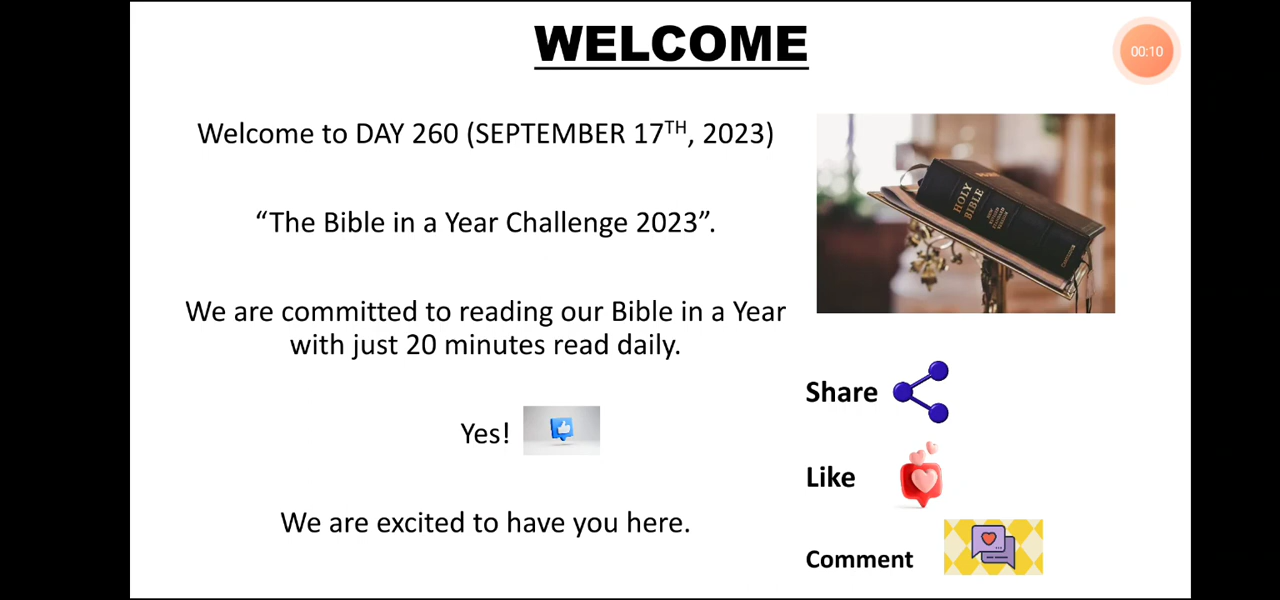 WELCOME
00:10
Welcome to DAY 260 (SEPTEMBER 17TH, 2023)
“The Bible in a Year Challenge 2023”.
We are committed to reading our Bible in a Year
with just 20 minutes read daily.
Yes!
We are excited to have you here.
HOLY
BIBLE
Share
Like
Comment